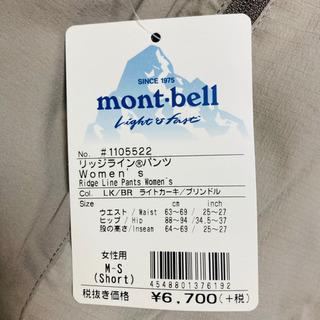 SINCE 1975
mont·bell
Light & Fast
No. #1105522
リッジライン®パンツ
Women's
Ridge Line Pants Women's
Col. LK/BR ライトカーキ/ブリンドル
Size cm inch
ウエスト / Waist 63~69 / 25~27
ヒップ / Hip 88~94 / 34.5~37
股の高さ/Inseam 64~69 / 25~27
女性用
M-S
(Short)
4548801376192
税抜き価格 ¥6,700(+税)